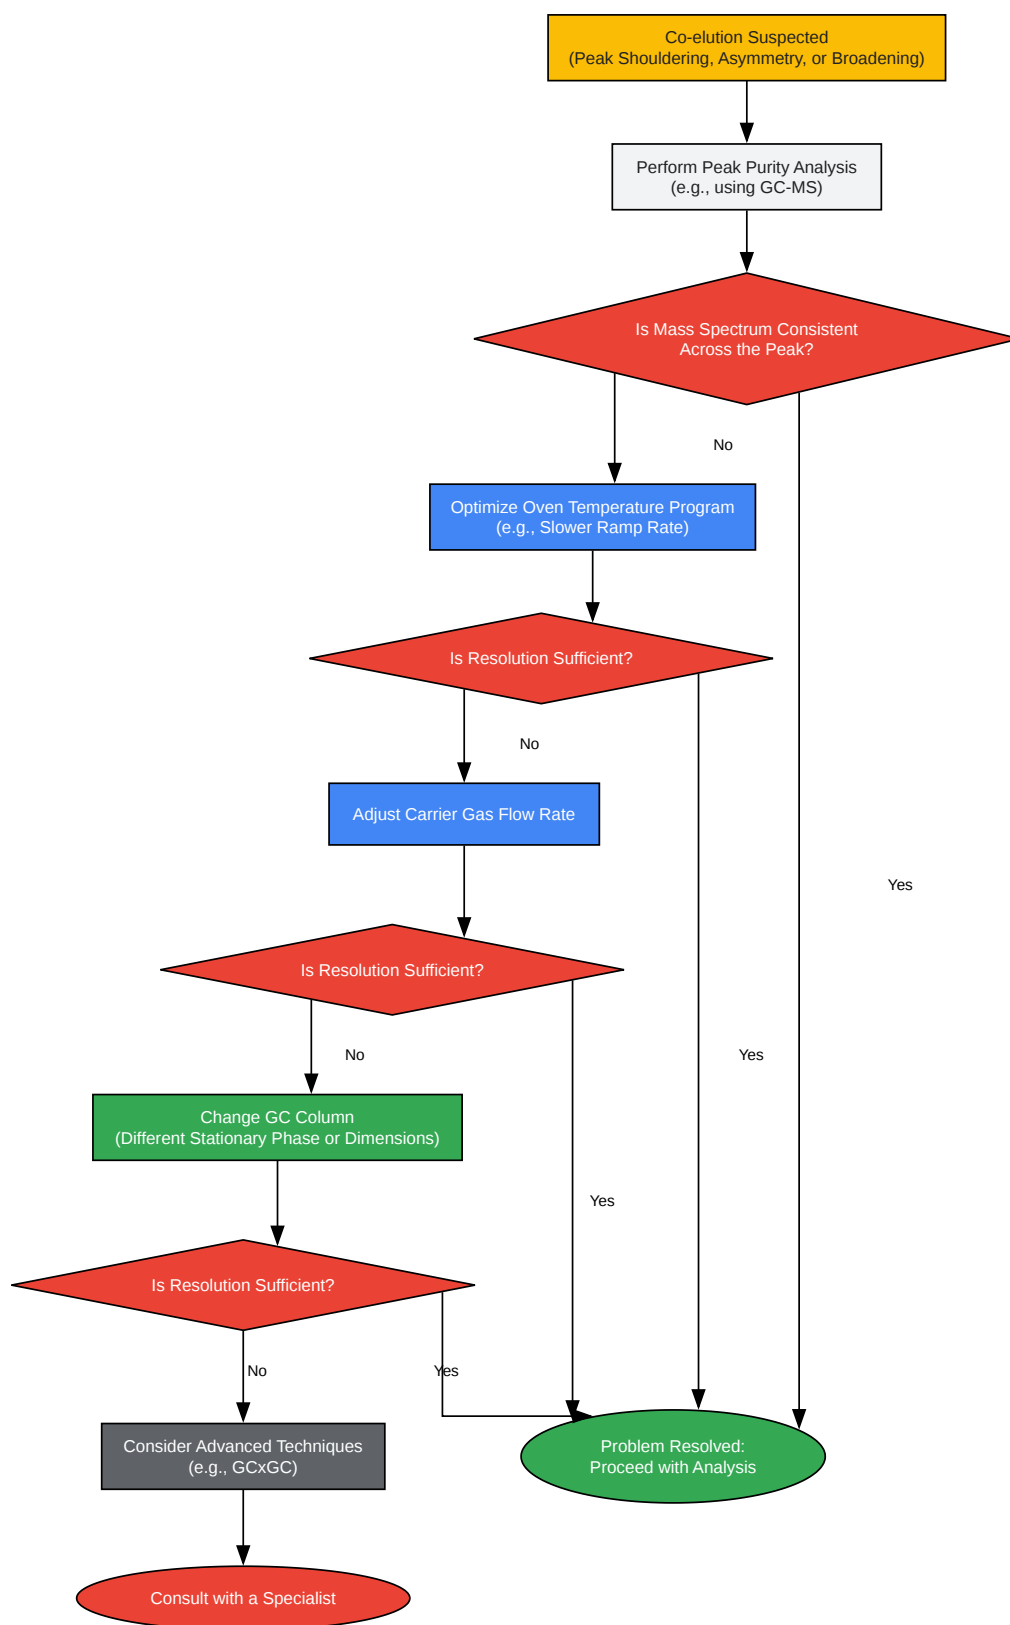 Co-elution Suspected
(Peak Shouldering, Asymmetry, or Broadening)
Perform Peak Purity Analysis
(e.g., using GC-MS)
Is Mass Spectrum Consistent
Across the Peak?
No
Optimize Oven Temperature Program
(e.g., Slower Ramp Rate)
Is Resolution Sufficient?
No
Adjust Carrier Gas Flow Rate
Yes
Is Resolution Sufficient?
No
Yes
Change GC Column
(Different Stationary Phase or Dimensions)
Yes
Is Resolution Sufficient?
No
Yes
Consider Advanced Techniques
(e.g., GCxGC)
Problem Resolved:
Proceed with Analysis
Consult with a Specialist